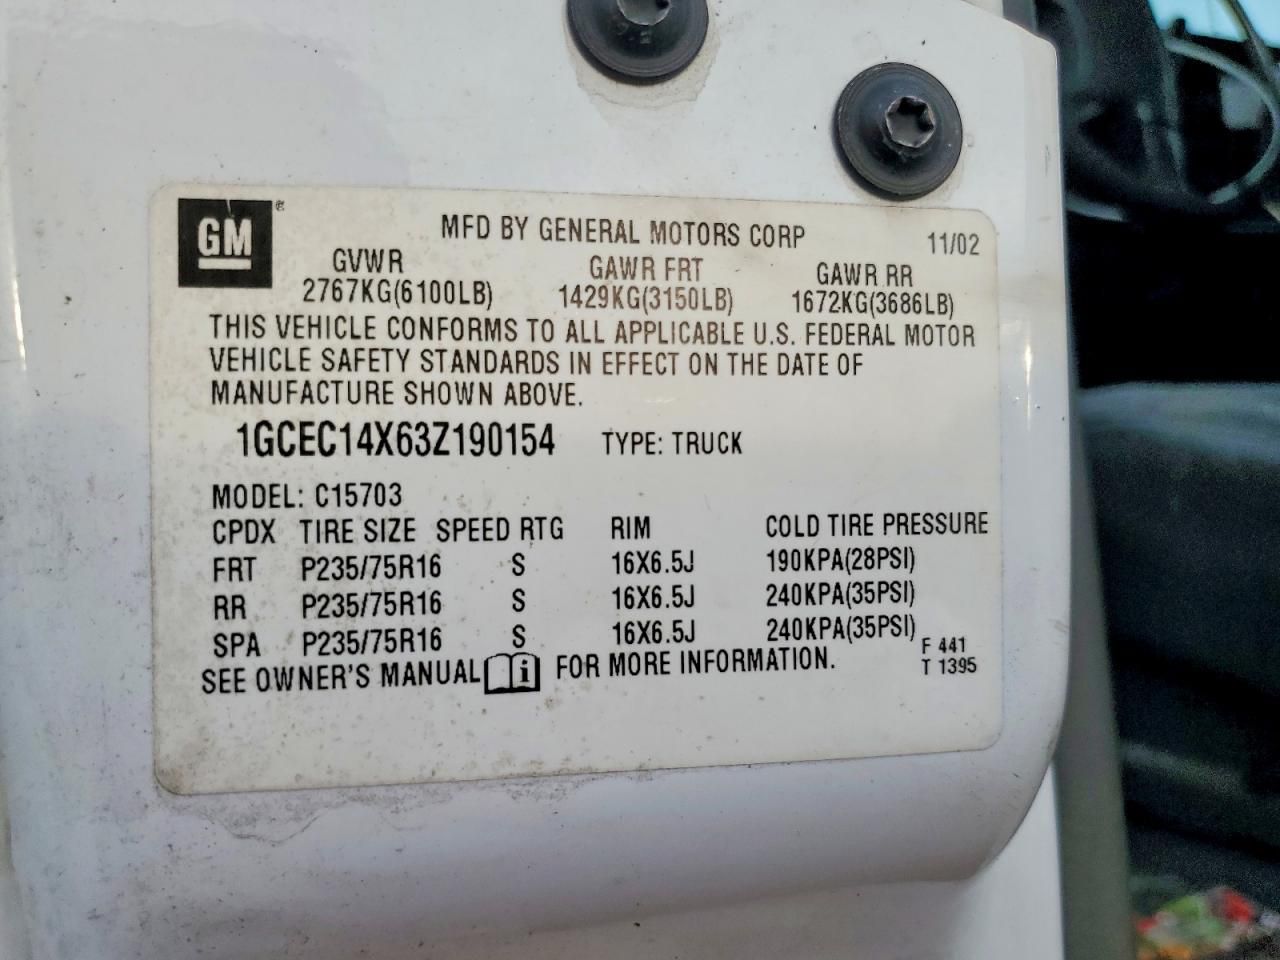 GM®
MFD BY GENERAL MOTORS CORP 11/02
GVWR GAWR FRT GAWR RR
2767KG(6100LB) 1429KG(3150LB) 1672KG(3686LB)
THIS VEHICLE CONFORMS TO ALL APPLICABLE U.S. FEDERAL MOTOR
VEHICLE SAFETY STANDARDS IN EFFECT ON THE DATE OF
MANUFACTURE SHOWN ABOVE.
1GCEC14X63Z190154 TYPE: TRUCK
MODEL: C15703
CPDX TIRE SIZE SPEED RTG RIM COLD TIRE PRESSURE
FRT P235/75R16 S 16X6.5J 190KPA(28PSI)
RR P235/75R16 S 16X6.5J 240KPA(35PSI)
SPA P235/75R16 S 16X6.5J 240KPA(35PSI)
SEE OWNER'S MANUAL i FOR MORE INFORMATION.
F 441
T 1395